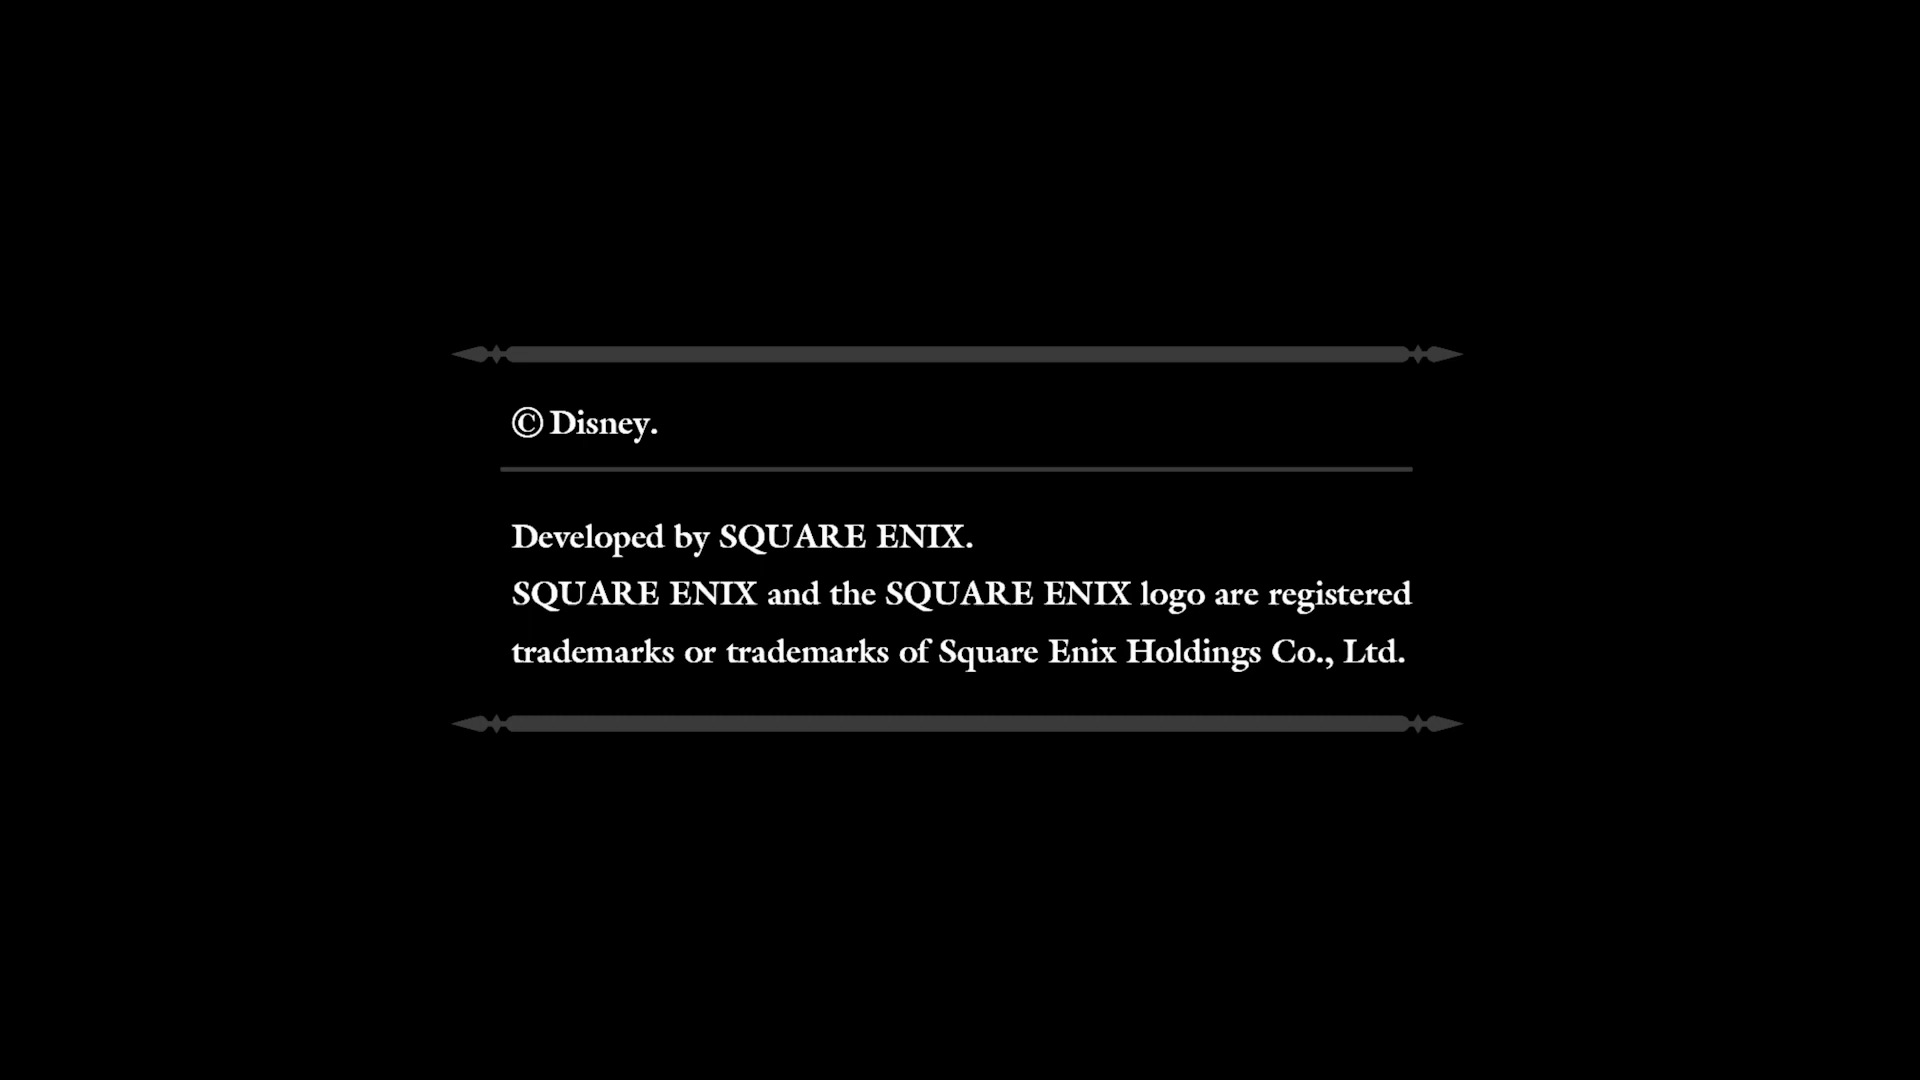 © Disney.
Developed by SQUARE ENIX.
SQUARE ENIX and the SQUARE ENIX logo are registered
trademarks or trademarks of Square Enix Holdings Co., Ltd.